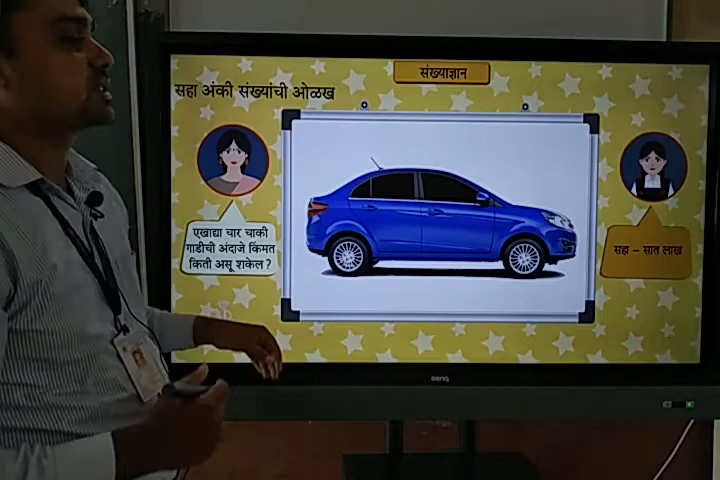 संख्याज्ञान
सहा अंकी संख्यांची ओळख
एखाद्या चार चाकी
गाडीची अंदाजे किंमत
किती असू शकेल ?
सहा – सात लाख
BenQ